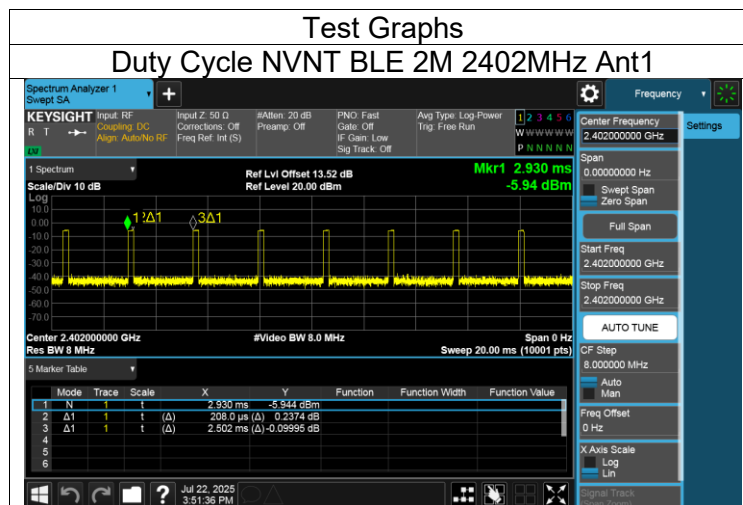 Test Graphs
Duty Cycle NVNT BLE 2M 2402MHz Ant1
Spectrum Analyzer 1
Swept SA
+
Frequency
KEYSIGHT
R T
LXI
Input: RF
Coupling: DC
Align: Auto/No RF
Input Z: 50 Ω
Corrections: Off
Freq Ref: Int (S)
#Atten: 20 dB
Preamp: Off
PNO: Fast
Gate: Off
IF Gain: Low
Sig Track: Off
Avg Type: Log-Power
Trig: Free Run
1 2 3 4 5 6
W W W W W W
P N N N N N
1 Spectrum
Scale/Div 10 dB
Ref Lvl Offset 13.52 dB
Ref Level 20.00 dBm
Mkr1 2.930 ms
-5.94 dBm
Log
10.0
0.00
-10.0
-20.0
-30.0
-40.0
-50.0
-60.0
-70.0
3Δ1
Center 2.402000000 GHz
Res BW 8 MHz
#Video BW 8.0 MHz
Span 0 Hz
Sweep 20.00 ms (10001 pts)
5 Marker Table
Mode Trace Scale X Y Function Function Width Function Value
1 N 1 t 2.930 ms -5.944 dBm
2 Δ1 1 t (Δ) 208.0 μs (Δ) 0.2374 dB
3 Δ1 1 t (Δ) 2.502 ms (Δ) -0.09995 dB
4
5
6
?
Jul 22, 2025
3:51:36 PM
Center Frequency
2.402000000 GHz
Settings
Span
0.00000000 Hz
Swept Span
Zero Span
Full Span
Start Freq
2.402000000 GHz
Stop Freq
2.402000000 GHz
AUTO TUNE
CF Step
8.000000 MHz
Auto
Man
Freq Offset
0 Hz
X Axis Scale
Log
Lin
Signal Track
(Span Zoom)